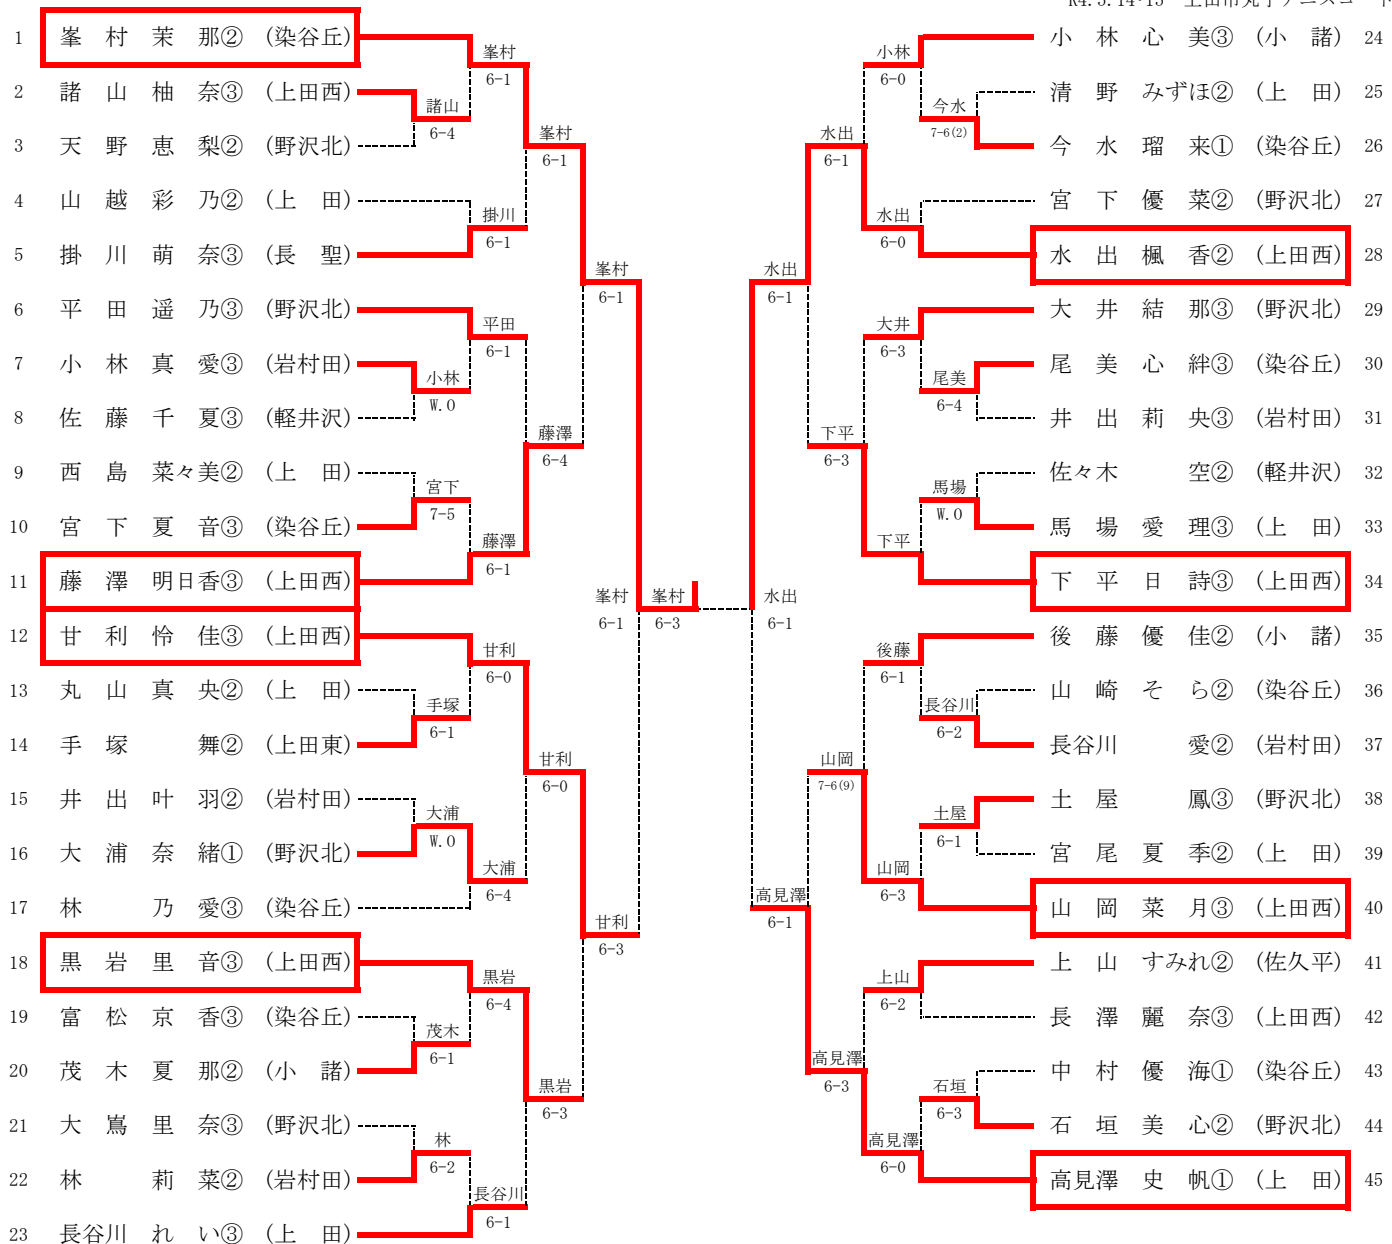 R4.5.14-15 上田市丸子テニスコート
1 峯 村 茉 那② (染谷丘)
2 諸 山 柚 奈③ (上田西)
3 天 野 恵 梨② (野沢北)
4 山 越 彩 乃② (上 田)
5 掛 川 萌 奈③ (長 聖)
6 平 田 遥 乃③ (野沢北)
7 小 林 真 愛③ (岩村田)
8 佐 藤 千 夏③ (軽井沢)
9 西 島 菜々美② (上 田)
10 宮 下 夏 音③ (染谷丘)
11 藤 澤 明日香③ (上田西)
12 甘 利 怜 佳③ (上田西)
13 丸 山 真 央② (上 田)
14 手 塚 舞② (上田東)
15 井 出 叶 羽② (岩村田)
16 大 浦 奈 緒① (野沢北)
17 林 乃 愛③ (染谷丘)
18 黒 岩 里 音③ (上田西)
19 富 松 京 香③ (染谷丘)
20 茂 木 夏 那② (小 諸)
21 大 嶌 里 奈③ (野沢北)
22 林 莉 菜② (岩村田)
23 長谷川 れ い③ (上 田)
諸山
6-4
小林
W.0
宮下
7-5
手塚
6-1
大浦
W.0
茂木
6-1
林
6-2
峯村
6-1
掛川
6-1
平田
6-1
藤澤
6-1
甘利
6-0
大浦
6-4
黒岩
6-4
長谷川
6-1
峯村
6-1
藤澤
6-4
甘利
6-0
黒岩
6-3
峯村
6-1
甘利
6-3
峯村
6-1
峯村
6-3
水出
6-1
水出
6-1
高見澤
6-1
水出
6-1
下平
6-3
山岡
7-6(9)
高見澤
6-3
小林
6-0
水出
6-0
大井
6-3
下平
後藤
6-1
山岡
6-3
上山
6-2
高見澤
6-0
今水
7-6(2)
尾美
6-4
馬場
W.0
長谷川
6-2
土屋
6-1
石垣
6-3
小 林 心 美③ (小 諸) 24
清 野 みずほ② (上 田) 25
今 水 瑠 来① (染谷丘) 26
宮 下 優 菜② (野沢北) 27
水 出 楓 香② (上田西) 28
大 井 結 那③ (野沢北) 29
尾 美 心 絆③ (染谷丘) 30
井 出 莉 央③ (岩村田) 31
佐々木 空② (軽井沢) 32
馬 場 愛 理③ (上 田) 33
下 平 日 詩③ (上田西) 34
後 藤 優 佳② (小 諸) 35
山 崎 そ ら② (染谷丘) 36
長谷川 愛② (岩村田) 37
土 屋 鳳③ (野沢北) 38
宮 尾 夏 季② (上 田) 39
山 岡 菜 月③ (上田西) 40
上 山 すみれ② (佐久平) 41
長 澤 麗 奈③ (上田西) 42
中 村 優 海① (染谷丘) 43
石 垣 美 心② (野沢北) 44
高見澤 史 帆① (上 田) 45